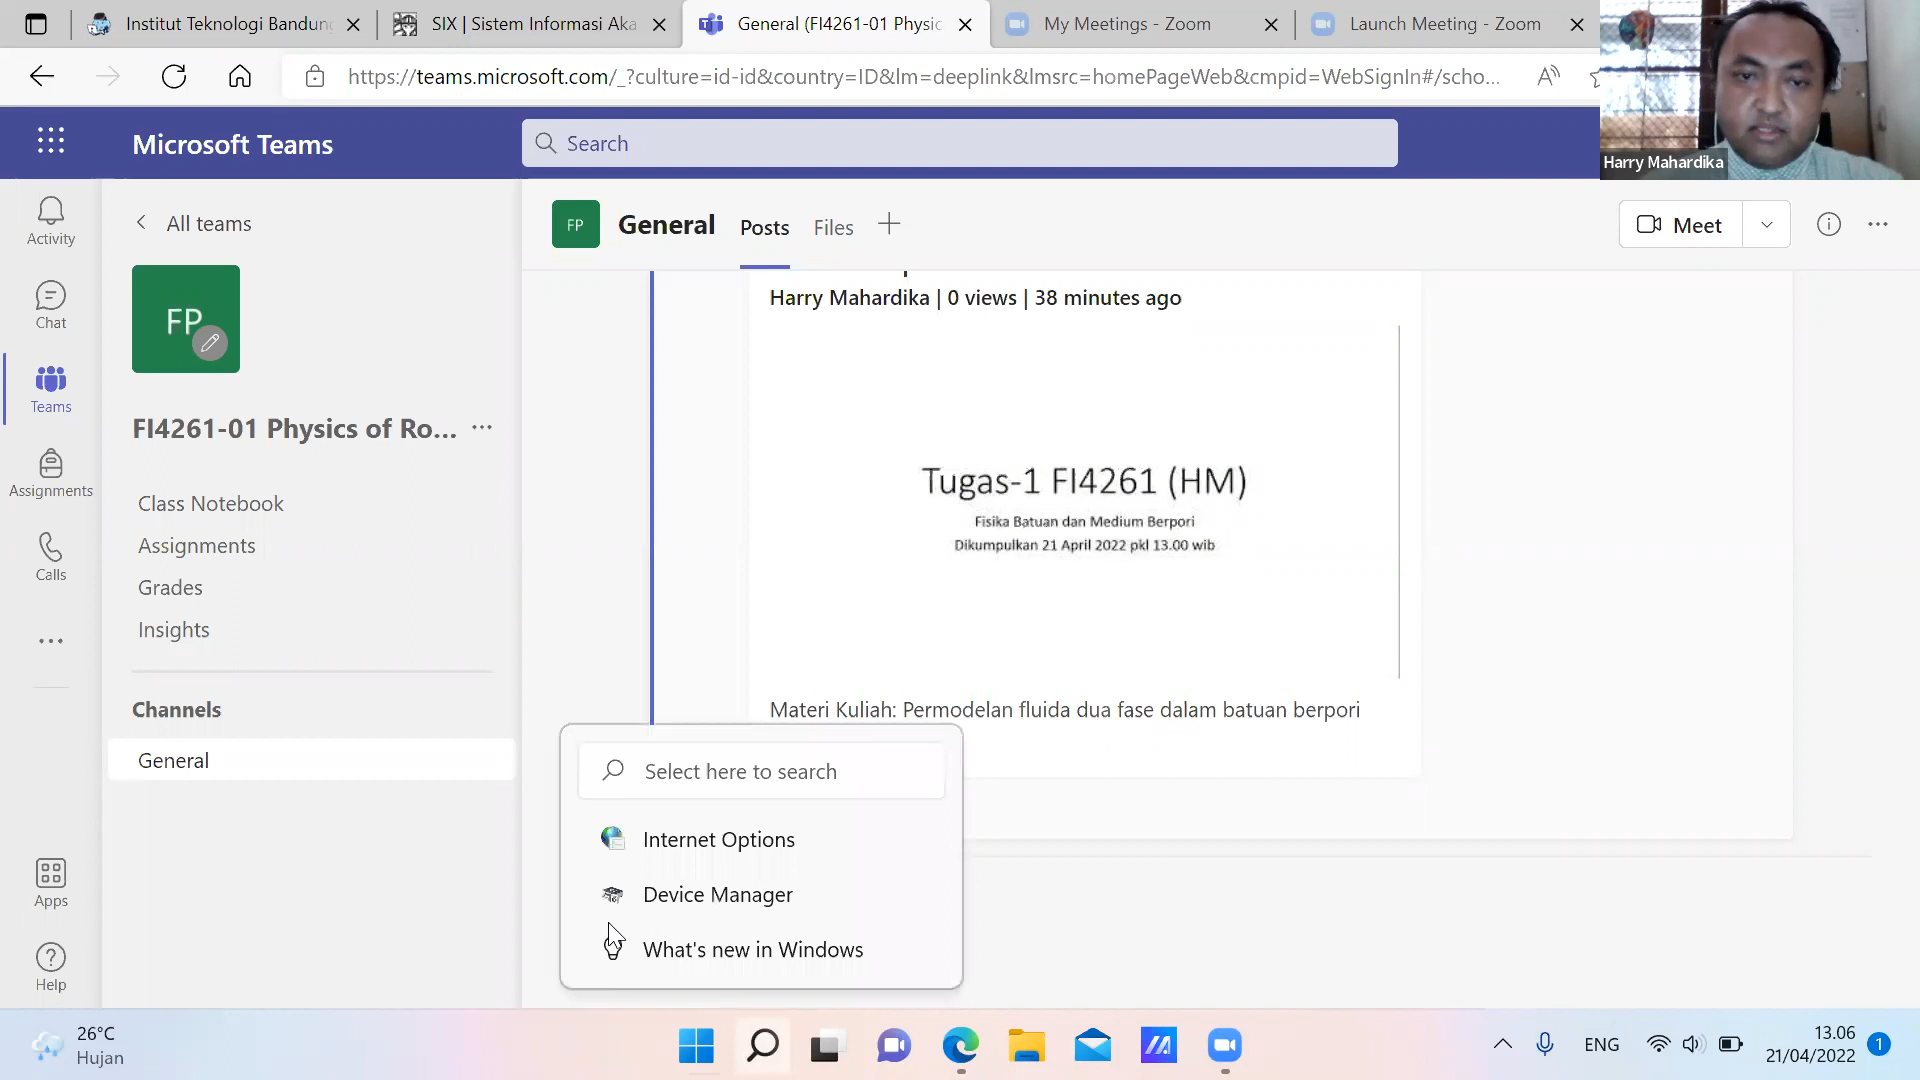 Institut Teknologi Bandung
SIX | Sistem Informasi Aka
General (FI4261-01 Physic
My Meetings - Zoom
Launch Meeting - Zoom
https://teams.microsoft.com/_?culture=id-id&country=ID&lm=deeplink&lmsrc=homePageWeb&cmpid=WebSignIn#/scho...
Harry Mahardika
Microsoft Teams
Search
Activity
Chat
Teams
Assignments
Calls
Apps
Help
All teams
FP
FI4261-01 Physics of Ro...
Class Notebook
Assignments
Grades
Insights
Channels
General
FP
General
Posts
Files
Meet
Harry Mahardika | 0 views | 38 minutes ago
Tugas-1 FI4261 (HM)
Fisika Batuan dan Medium Berpori
Dikumpulkan 21 April 2022 pkl 13.00 wib
Materi Kuliah: Permodelan fluida dua fase dalam batuan berpori
Select here to search
Internet Options
Device Manager
What's new in Windows
26°C
Hujan
ENG
13.06
21/04/2022
1